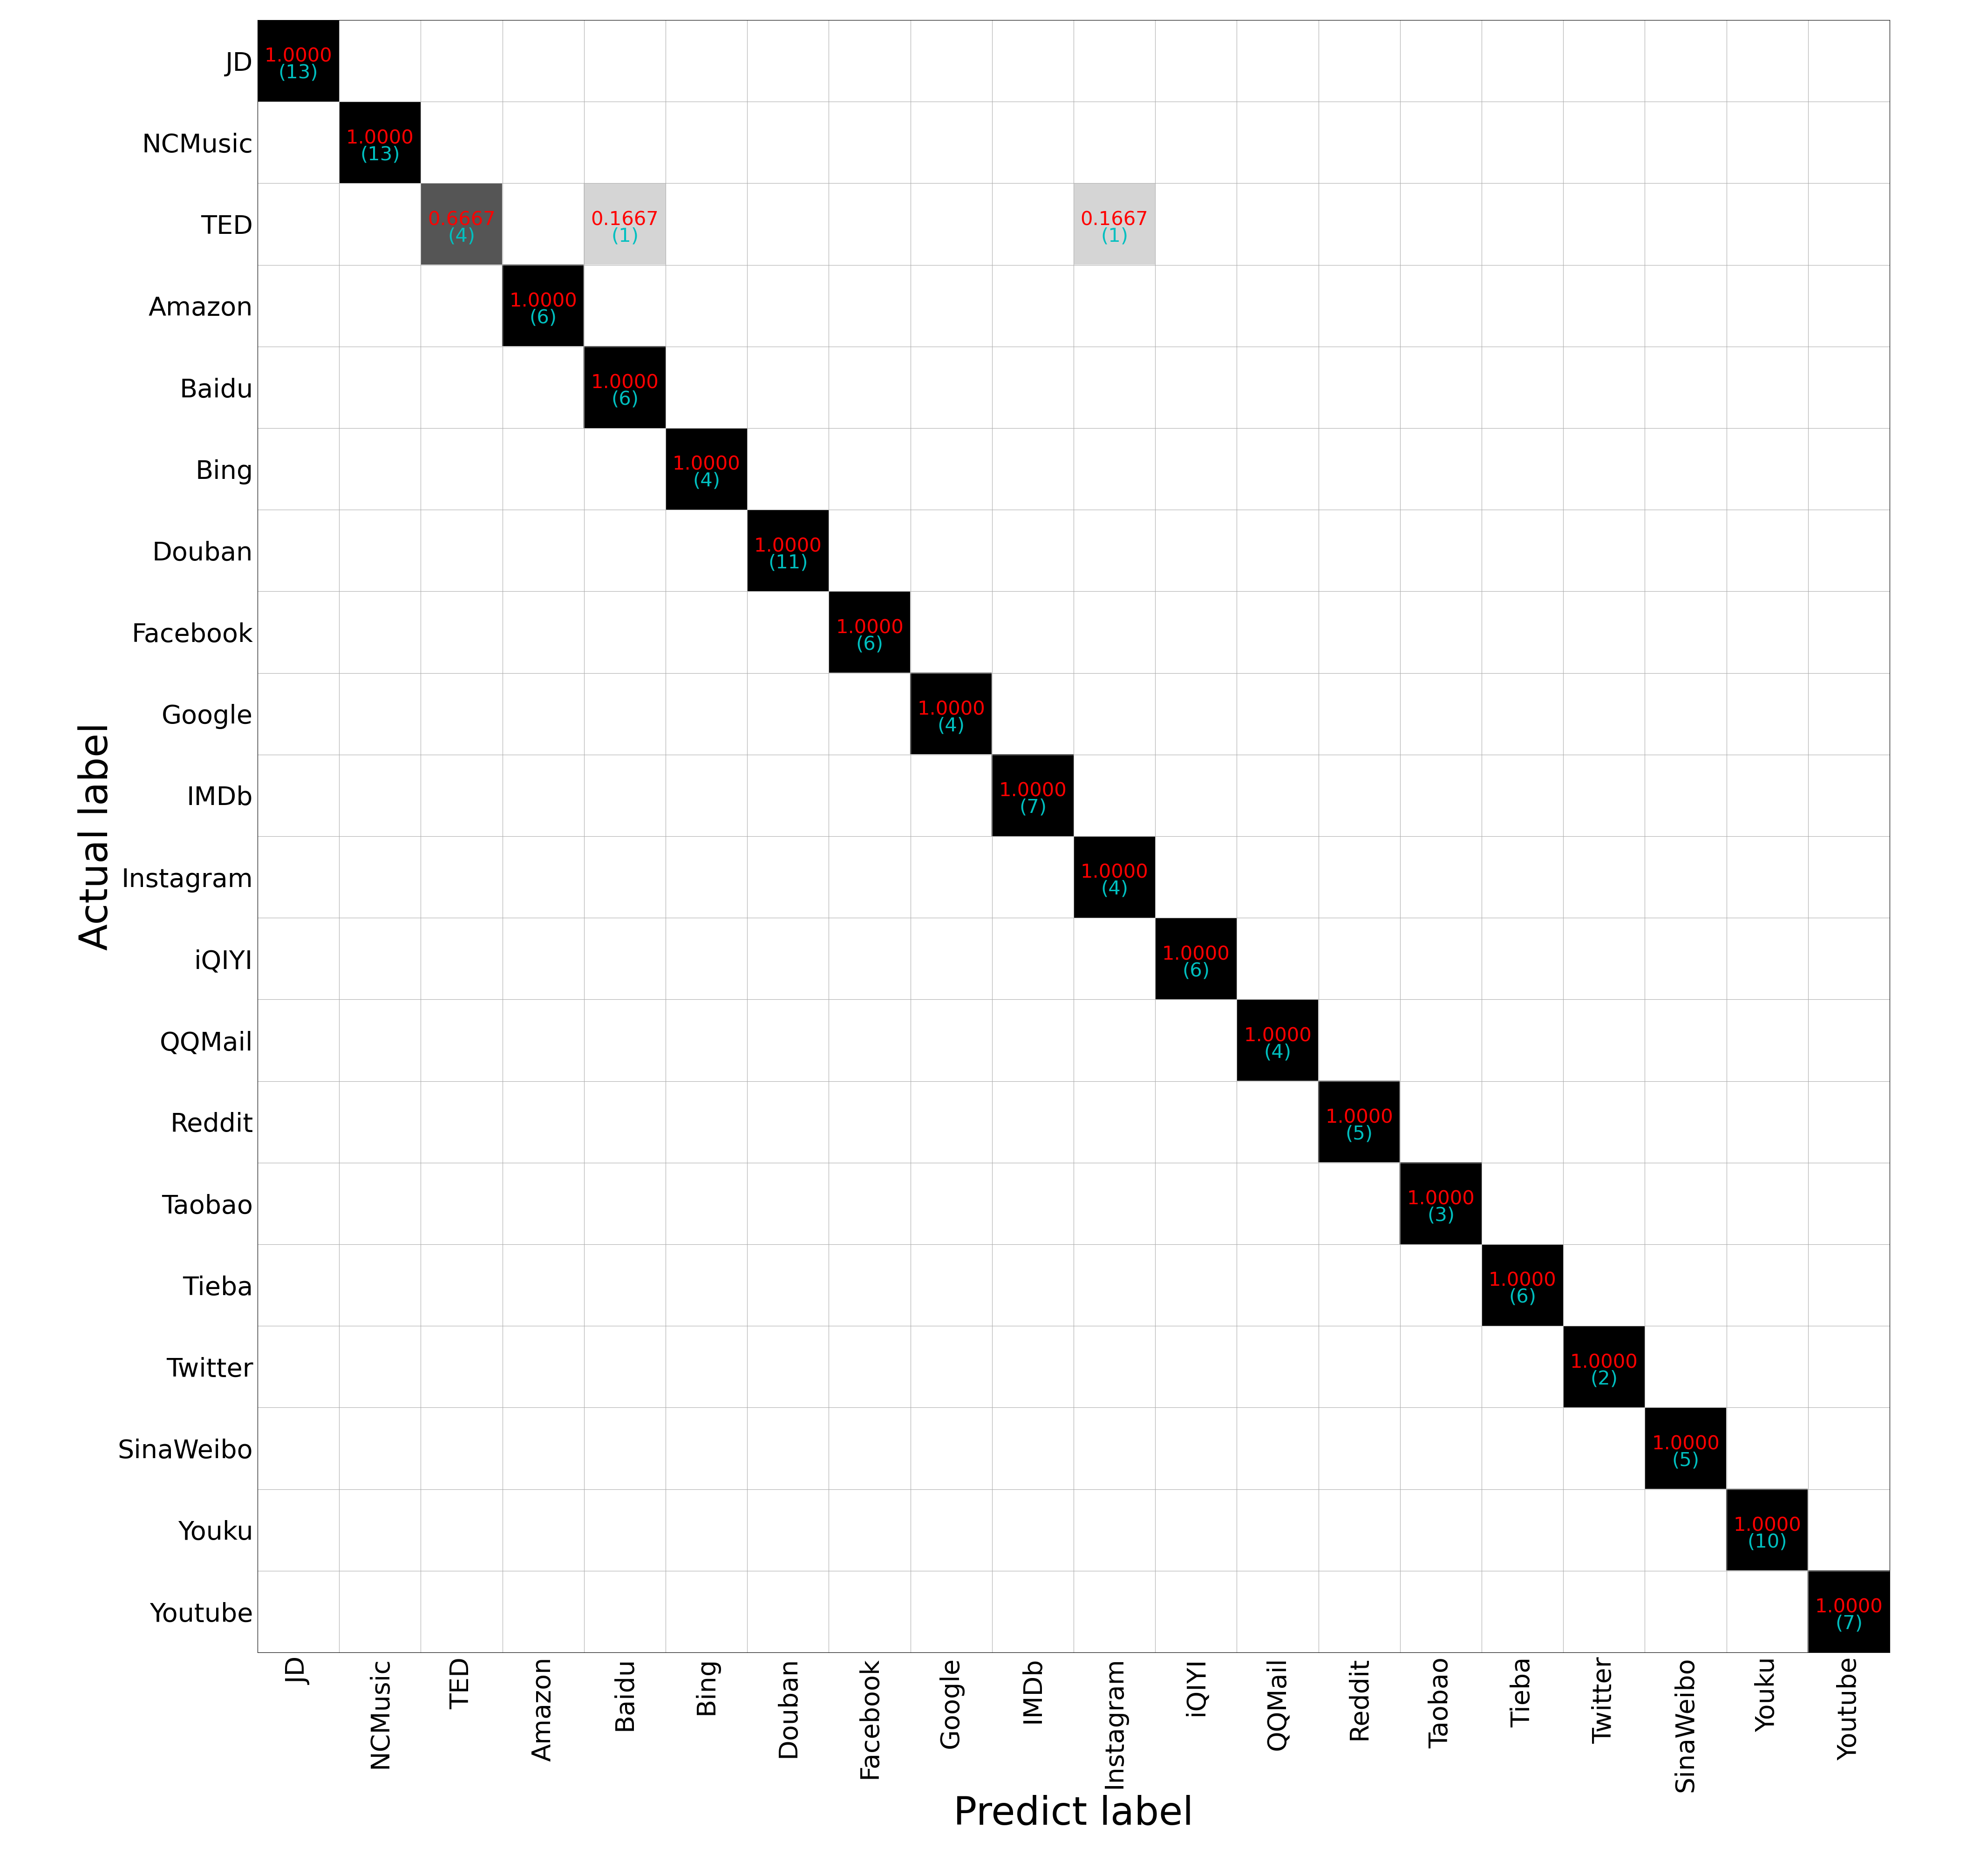 JD
1.0000
(13)
NCMusic
1.0000
(13)
TED
0.6667
(4)
0.1667
(1)
0.1667
(1)
Amazon
1.0000
(6)
Baidu
1.0000
(6)
Bing
1.0000
(4)
Douban
1.0000
(11)
Facebook
1.0000
(6)
Google
1.0000
(4)
IMDb
1.0000
(7)
Instagram
1.0000
(4)
iQIYI
1.0000
(6)
QQMail
1.0000
(4)
Reddit
1.0000
(5)
Taobao
1.0000
(3)
Tieba
1.0000
(6)
Twitter
1.0000
(2)
SinaWeibo
1.0000
(5)
Youku
1.0000
(10)
Youtube
1.0000
(7)
Actual label
JD
NCMusic
TED
Amazon
Baidu
Bing
Douban
Facebook
Google
IMDb
Instagram
iQIYI
QQMail
Reddit
Taobao
Tieba
Twitter
SinaWeibo
Youku
Youtube
Predict label